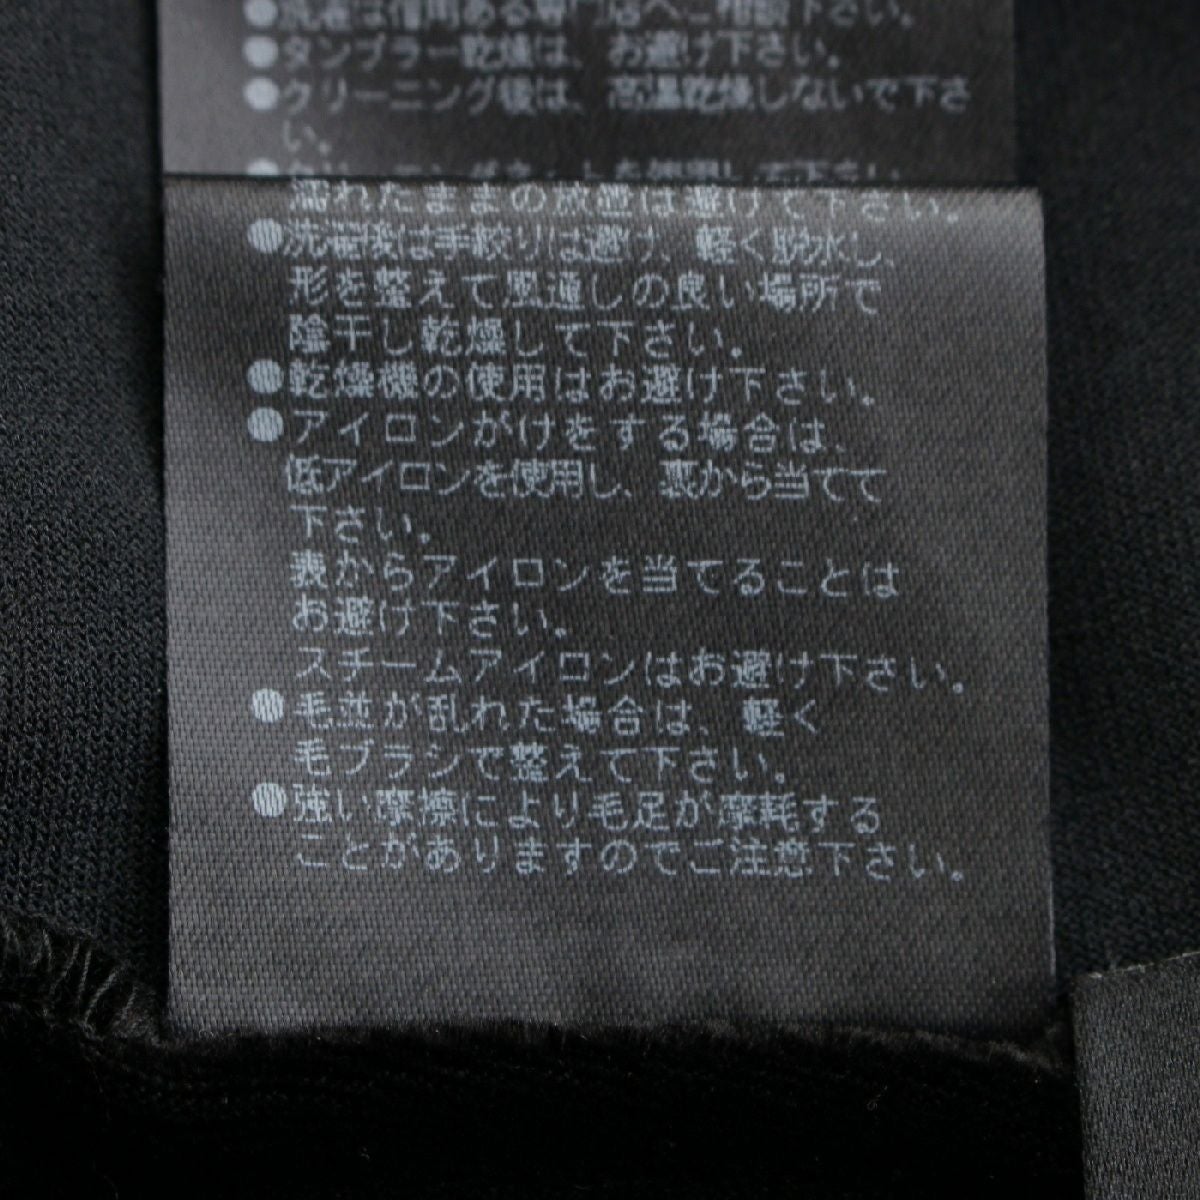 ●洗濯は信用ある専門店へご相談下さい。
●タンブラー乾燥は、お避け下さい。
●クリーニング後は、高温乾燥しないで下さ
い。
濡れたままの放置は避けて下さい。
●洗濯後は手絞りは避け、軽く脱水し、
形を整えて風通しの良い場所で
陰干し乾燥して下さい。
●乾燥機の使用はお避け下さい。
●アイロンがけをする場合は、
低アイロンを使用し、裏から当てて
下さい。
表からアイロンを当てることは
お避け下さい。
スチームアイロンはお避け下さい。
●毛並が乱れた場合は、軽く
毛ブラシで整えて下さい。
●強い摩擦により毛足が摩耗する
ことがありますのでご注意下さい。